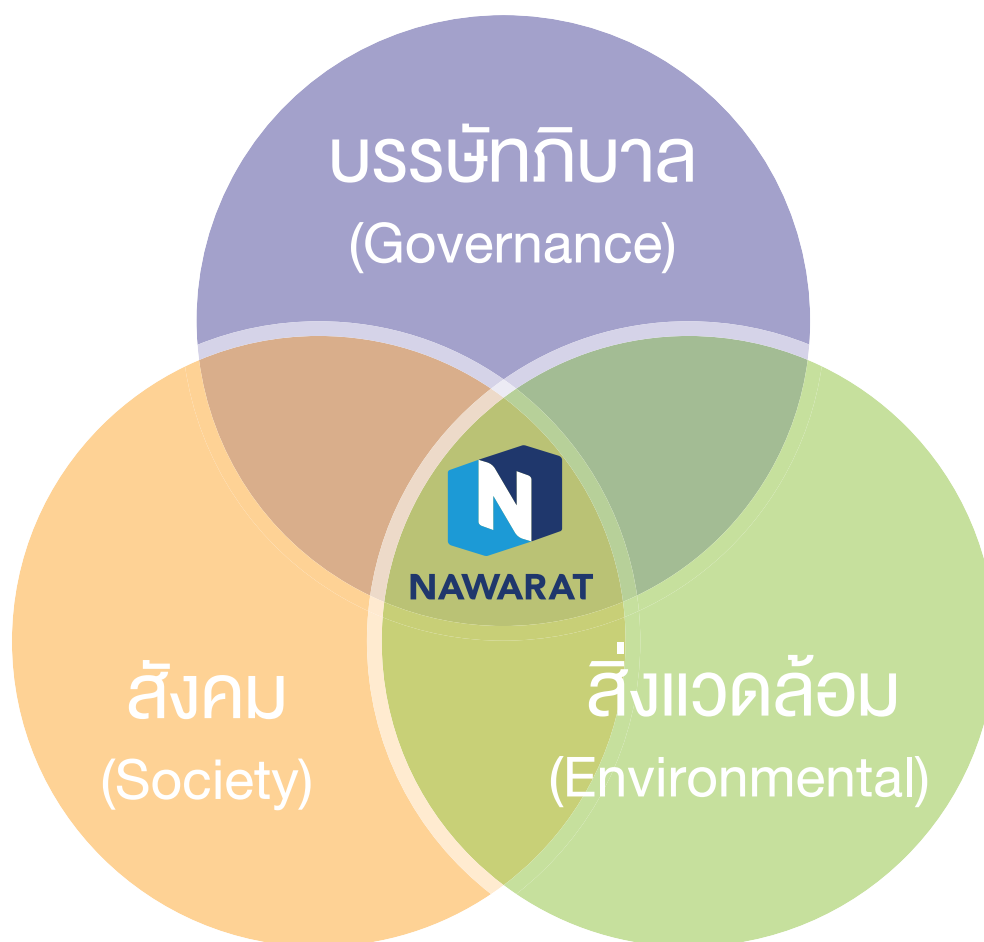 บรรษัทภิบาล
(Governance)
N
NAWARAT
สังคม
(Society)
สิ่งแวดล้อม
(Environmental)